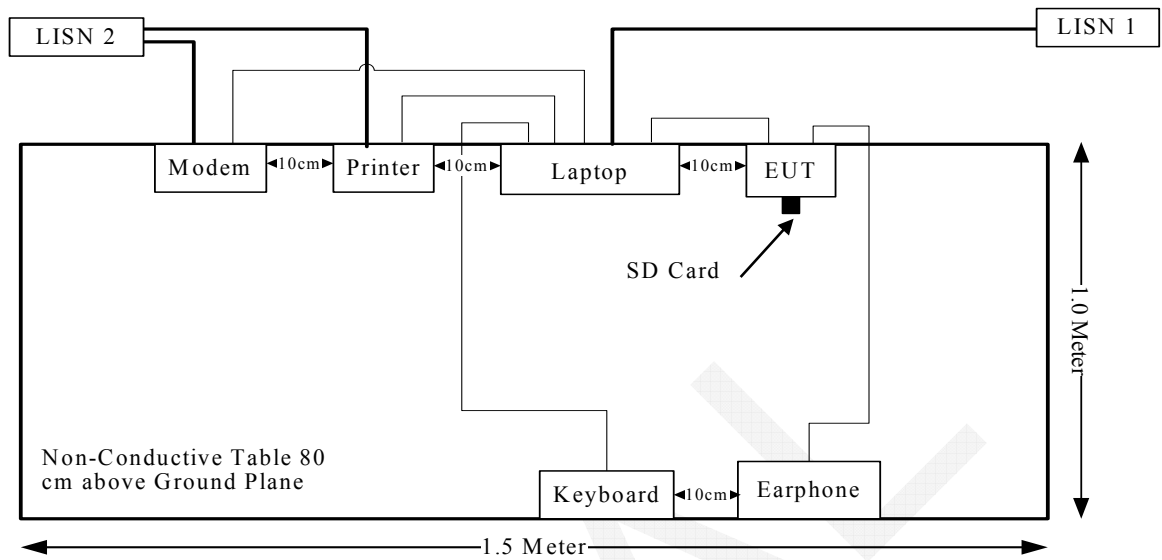 LISN 2
LISN 1
Modem
10cm
Printer
10cm
Laptop
10cm
EUT
SD Card
1.0 Meter
Non-Conductive Table 80
cm above Ground Plane
Keyboard
10cm
Earphone
1.5 Meter